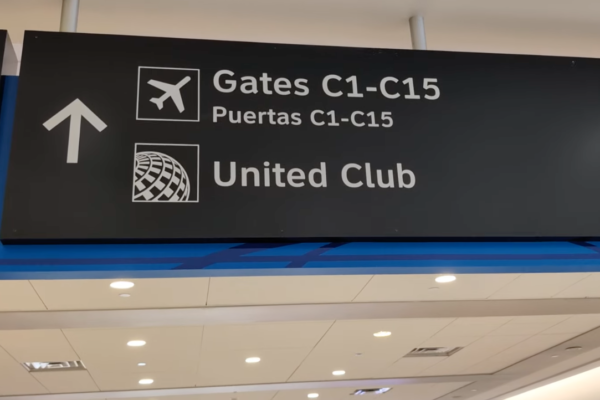 Gates C1-C15
Puertas C1-C15
United Club